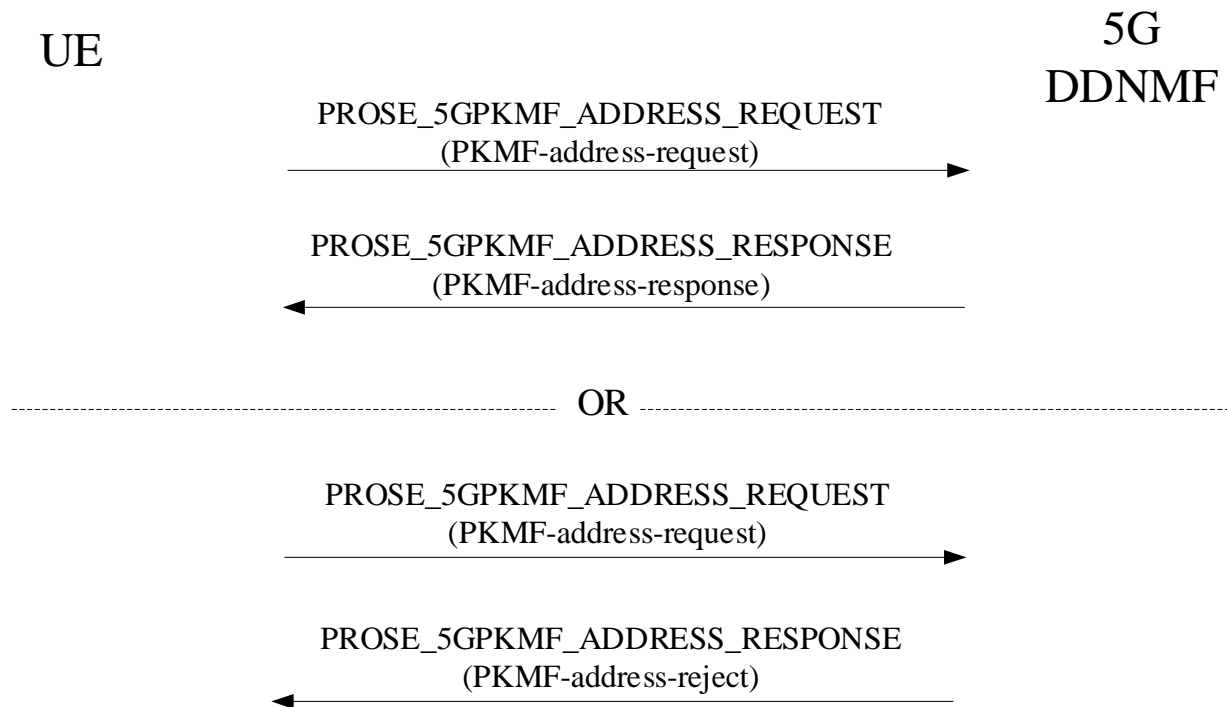 UE
5G
DDNMF
PROSE_5GPKMF_ADDRESS_REQUEST
(PKMF-address-request)
PROSE_5GPKMF_ADDRESS_RESPONSE
(PKMF-address-response)
OR
PROSE_5GPKMF_ADDRESS_REQUEST
(PKMF-address-request)
PROSE_5GPKMF_ADDRESS_RESPONSE
(PKMF-address-reject)